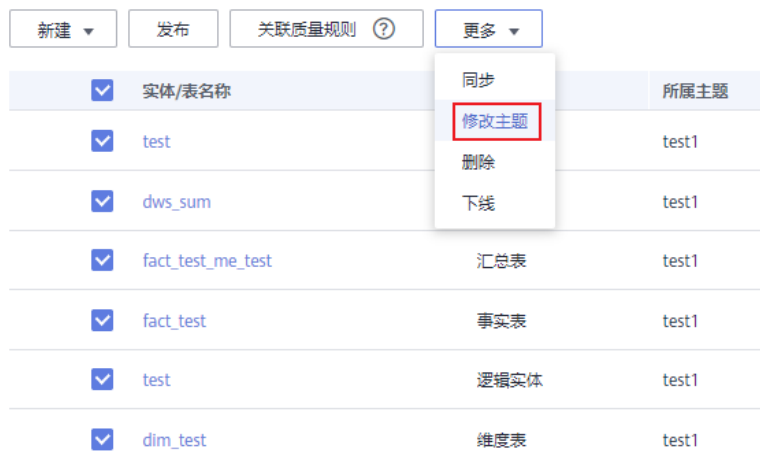 新建 发布 关联质量规则 ? 更多
同步
实体/表名称 所属主题
修改主题
test test1
删除
dws_sum 下线 test1
fact_test_me_test 汇总表 test1
fact_test 事实表 test1
test 逻辑实体 test1
dim_test 维度表 test1